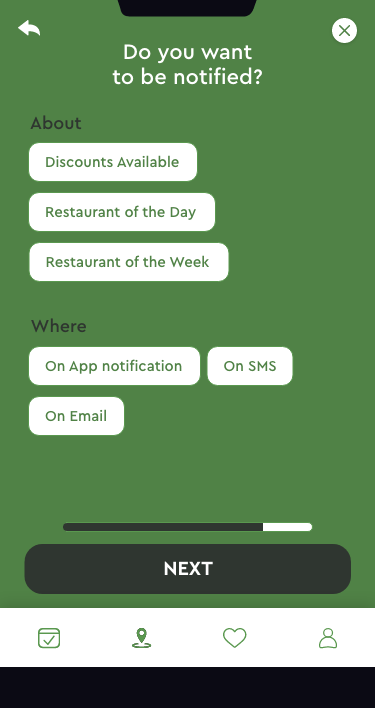 Do you want
to be notified?
About
Discounts Available
Restaurant of the Day
Restaurant of the Week
Where
On App notification On SMS
On Email
NEXT